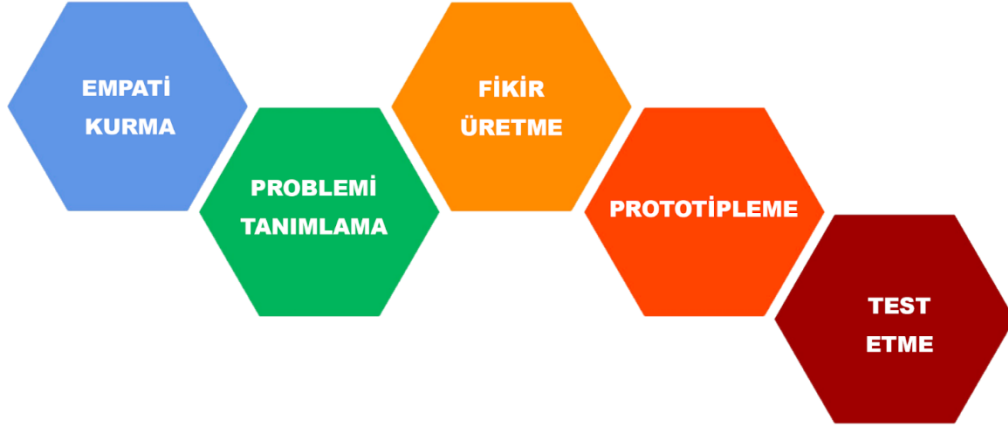 EMPATİ
KURMA
PROBLEMİ
TANIMLAMA
FİKİR
ÜRETME
PROTOTİPLEME
TEST
ETME